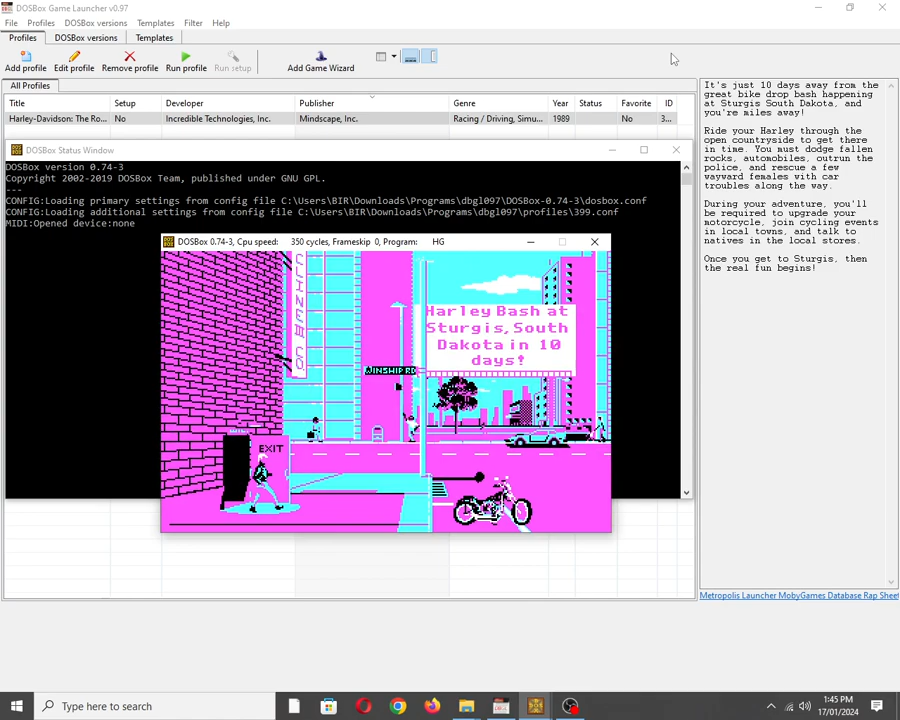 DOSBox Game Launcher v0.97
File Profiles DOSBox versions Templates Filter Help
Profiles DOSBox versions Templates
Add profile Edit profile Remove profile Run profile Run setup Add Game Wizard
All Profiles
Title Setup Developer Publisher Genre Year Status Favorite ID
Harley-Davidson: The Ro... No Incredible Technologies, Inc. Mindscape, Inc. Racing / Driving, Simu... 1989 No 3...
DOSBox Status Window
DOSBox version 0.74-3
Copyright 2002-2019 DOSBox Team, published under GNU GPL.
---
CONFIG:Loading primary settings from config file C:\Users\BIR\Downloads\Programs\dbgl097\DOSBox-0.74-3\dosbox.conf
CONFIG:Loading additional settings from config file C:\Users\BIR\Downloads\Programs\dbgl097\profiles\399.conf
MIDI:Opened device:none
DOSBox 0.74-3, Cpu speed: 350 cycles, Frameskip 0, Program: HG
Harley Bash at
Sturgis, South
Dakota in 10
days!
WINSHIP RD
EXIT
It's just 10 days away from the
great bike drop bash happening
at Sturgis South Dakota, and
you're miles away!
Ride your Harley through the
open countryside to get there
in time. You must dodge fallen
rocks, automobiles, outrun the
police, and rescue a few
wayward females with car
troubles along the way.
During your adventure, you'll
be required to upgrade your
motorcycle, join cycling events
in local towns, and talk to
natives in the local stores.
Once you get to Sturgis, then
the real fun begins!
Metropolis Launcher MobyGames Database Rap Sheet
Type here to search
1:45 PM
17/01/2024